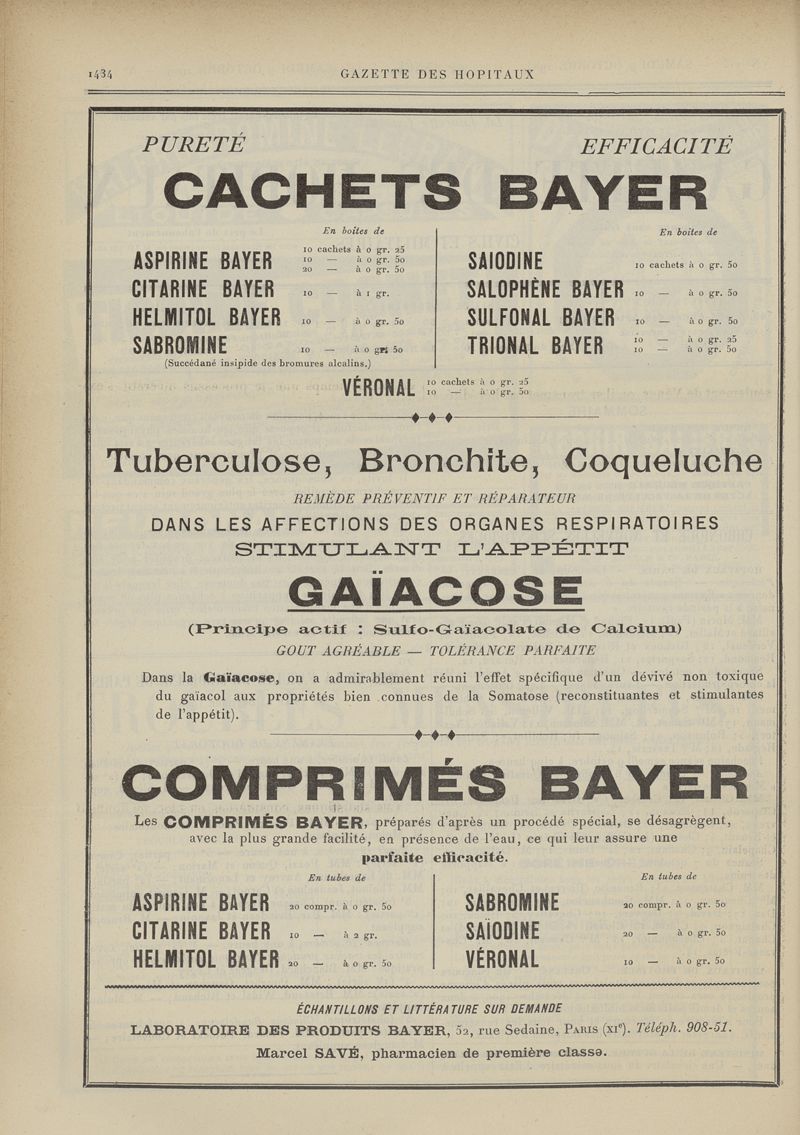 1434
GAZETTE DES HOPITAUX
PURETÉ
EFFICACITÉ
CACHETS BAYER
En boîtes de
ASPIRINE BAYER
10 cachets à 0 gr. 25
10 — à 0 gr. 50
20 — à 0 gr. 50
CITARINE BAYER 10 — à 1 gr.
HELMITOL BAYER 10 — à 0 gr. 50
SABROMINE 10 — à 0 gr. 50
(Succédané insipide des bromures alcalins.)
En boîtes de
SAIODINE 10 cachets à 0 gr. 50
SALOPHÈNE BAYER 10 — à 0 gr. 50
SULFONAL BAYER 10 — à 0 gr. 50
TRIONAL BAYER
10 — à 0 gr. 25
10 — à 0 gr. 50
VÉRONAL
10 cachets à 0 gr. 25
10 — à 0 gr. 50
Tuberculose, Bronchite, Coqueluche
REMÈDE PRÉVENTIF ET RÉPARATEUR
DANS LES AFFECTIONS DES ORGANES RESPIRATOIRES
STIMULANT L'APPÉTIT
GAÏACOSE
(Principe actif : Sulfo-Gaïacolate de Calcium)
GOUT AGRÉABLE — TOLÉRANCE PARFAITE
Dans la Gaïacose, on a admirablement réuni l'effet spécifique d'un dévivé non toxique
du gaïacol aux propriétés bien connues de la Somatose (reconstituantes et stimulantes
de l'appétit).
COMPRIMÉS BAYER
Les COMPRIMÉS BAYER, préparés d'après un procédé spécial, se désagrègent,
avec la plus grande facilité, en présence de l'eau, ce qui leur assure une
parfaite efficacité.
En tubes de
ASPIRINE BAYER 20 compr. à 0 gr. 50
CITARINE BAYER 10 — à 2 gr.
HELMITOL BAYER 20 — à 0 gr. 50
En tubes de
SABROMINE 20 compr. à 0 gr. 50
SAÏODINE 20 — à 0 gr. 50
VÉRONAL 10 — à 0 gr. 50
ÉCHANTILLONS ET LITTÉRATURE SUR DEMANDE
LABORATOIRE DES PRODUITS BAYER, 52, rue Sedaine, PARIS (XIe). Téléph. 908-51.
Marcel SAVÉ, pharmacien de première classe.